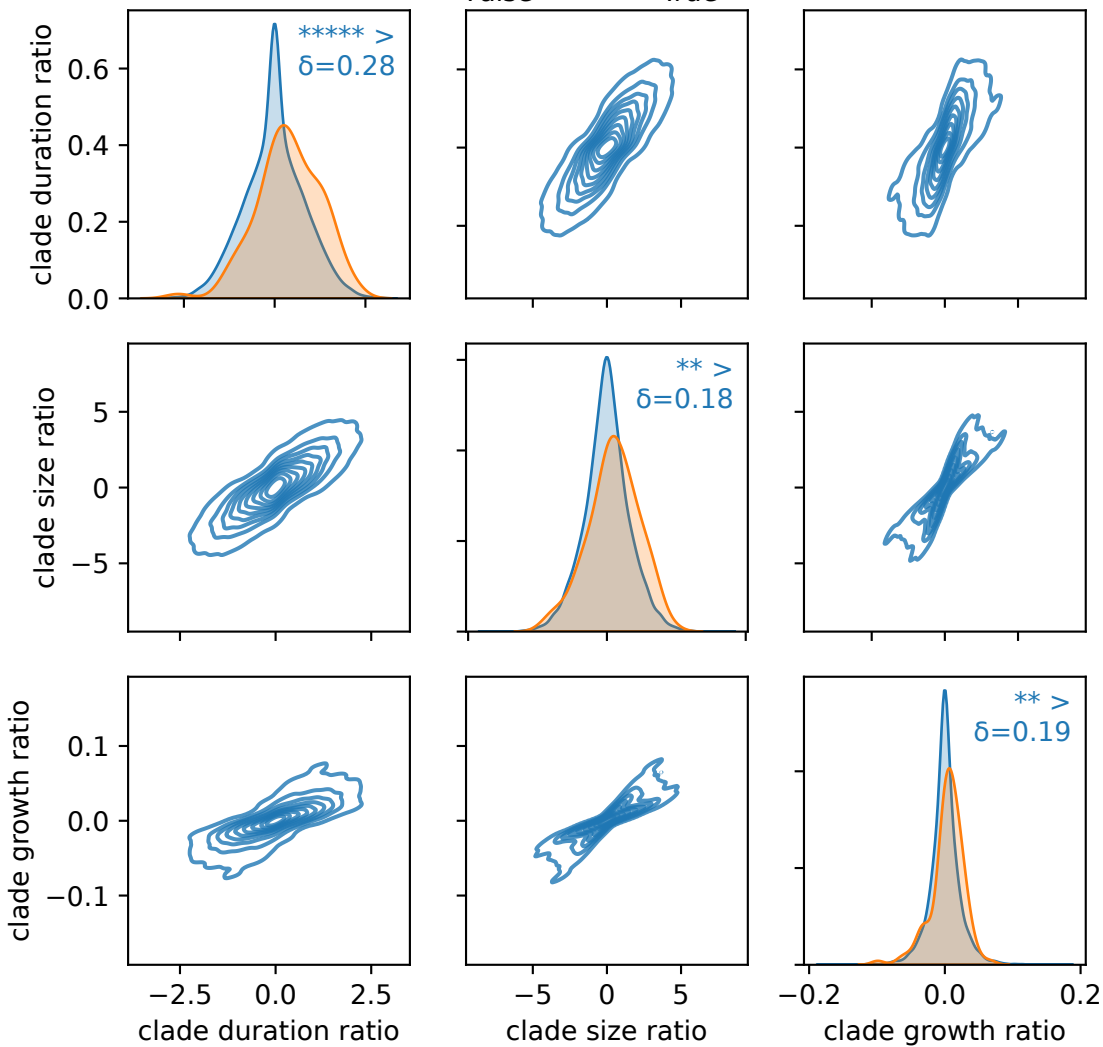 ***** >
δ=0.28
clade duration ratio
0.6
0.4
0.2
0.0
clade size ratio
5
0
−5
** >
δ=0.18
clade growth ratio
0.1
0.0
−0.1
** >
δ=0.19
−2.5 0.0 2.5
−5 0 5
−0.2 0.0 0.2
clade duration ratio
clade size ratio
clade growth ratio